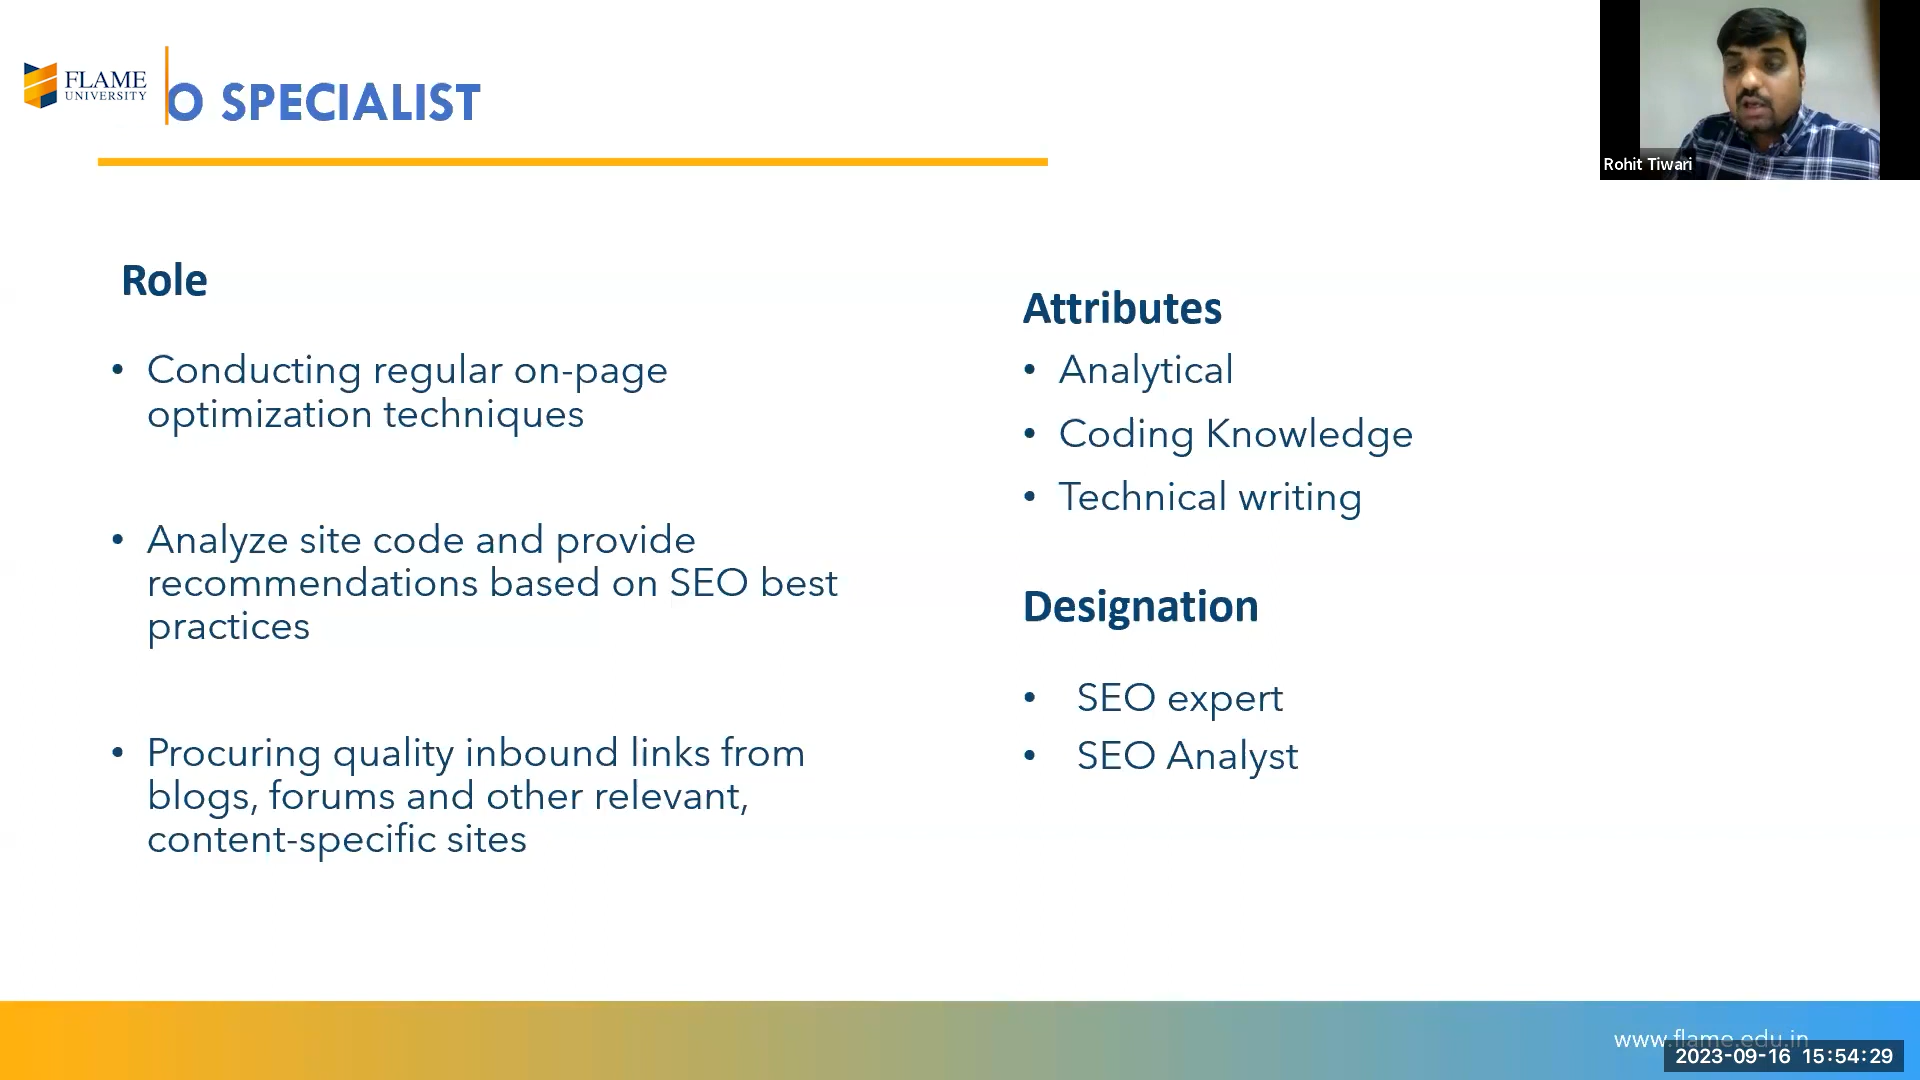 FLAME
UNIVERSITY
O SPECIALIST
Rohit Tiwari
Role
• Conducting regular on-page
optimization techniques
• Analyze site code and provide
recommendations based on SEO best
practices
• Procuring quality inbound links from
blogs, forums and other relevant,
content-specific sites
Attributes
• Analytical
• Coding Knowledge
• Technical writing
Designation
• SEO expert
• SEO Analyst
www.flame.edu.in
2023-09-16 15:54:29